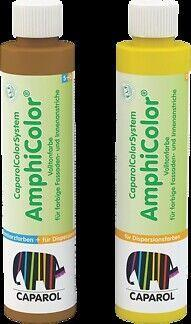 CaparolColorSystem
AmphiColor®
Volltonfarbe
für farbige Fassaden- und Innenanstriche
+ für Dispersion
CAPAROL
CaparolColorSystem
AmphiColor®
Volltonfarbe
für farbige Fassaden- und Innenanstriche
für Dispersionsfarben
CAPAROL